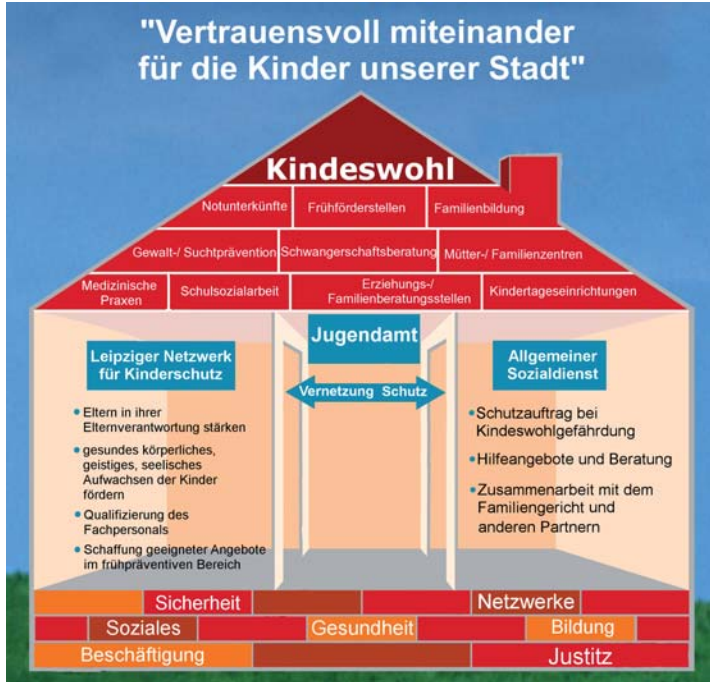 "Vertrauensvoll miteinander
für die Kinder unserer Stadt"
Kindeswohl
Notunterkünfte Frühförderstellen Familienbildung
Gewalt-/ Suchtprävention Schwangerschaftsberatung Mütter-/ Familienzentren
Medizinische
Praxen
Schulsozialarbeit
Erziehungs-/
Familienberatungsstellen
Kindertageseinrichtungen
Jugendamt
Leipziger Netzwerk
für Kinderschutz
Vernetzung Schutz
Allgemeiner
Sozialdienst
• Eltern in ihrer
Elternverantwortung stärken
• gesundes körperliches,
geistiges, seelisches
Aufwachsen der Kinder
fördern
• Qualifizierung des
Fachpersonals
• Schaffung geeigneter Angebote
im frühpräventiven Bereich
• Schutzauftrag bei
Kindeswohlgefährdung
• Hilfeangebote und Beratung
• Zusammenarbeit mit dem
Familiengericht und
anderen Partnern
Sicherheit Netzwerke
Soziales Gesundheit Bildung
Beschäftigung Justitz